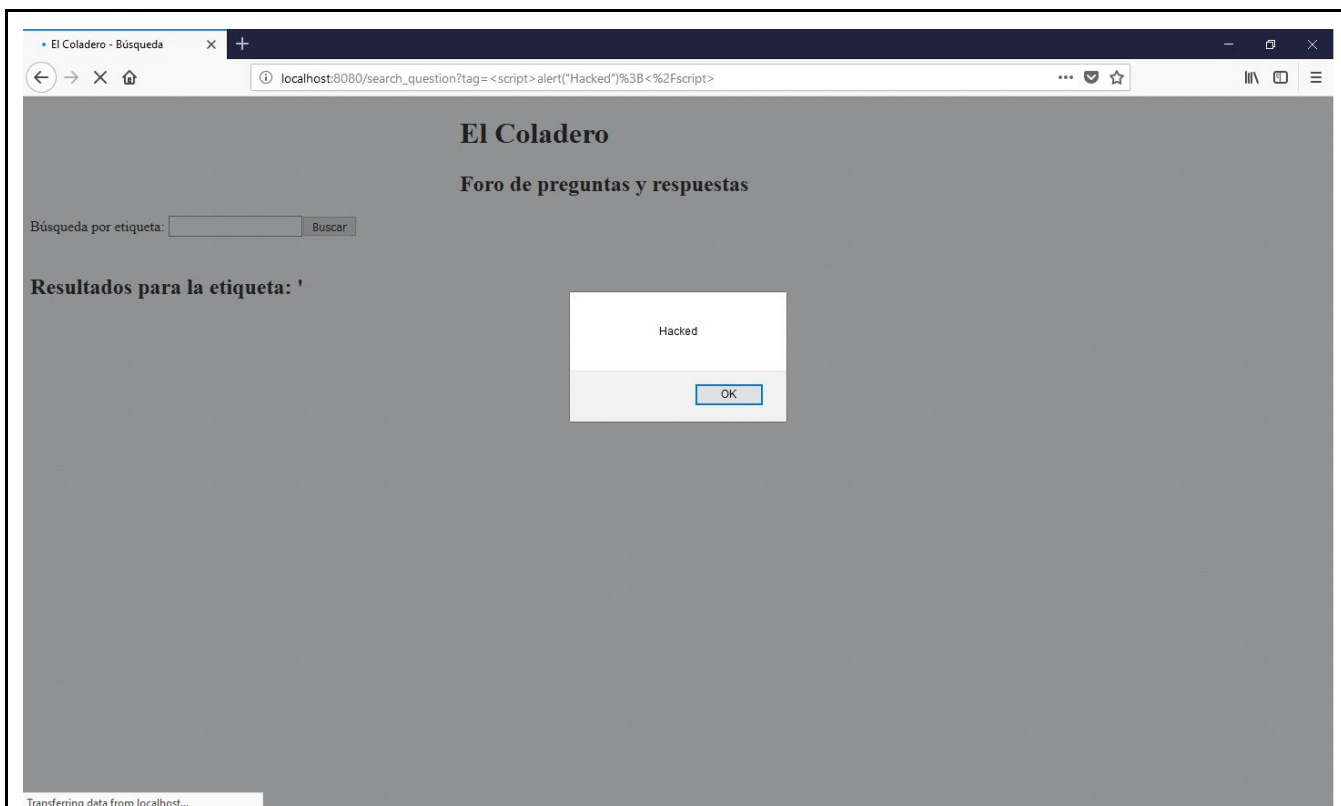 El Coladero - Búsqueda
localhost:8080/search_question?tag=<script>alert("Hacked")%3B<%2Fscript>
El Coladero
Foro de preguntas y respuestas
Búsqueda por etiqueta: Buscar
Resultados para la etiqueta: '
Hacked
OK
Transferring data from localhost...